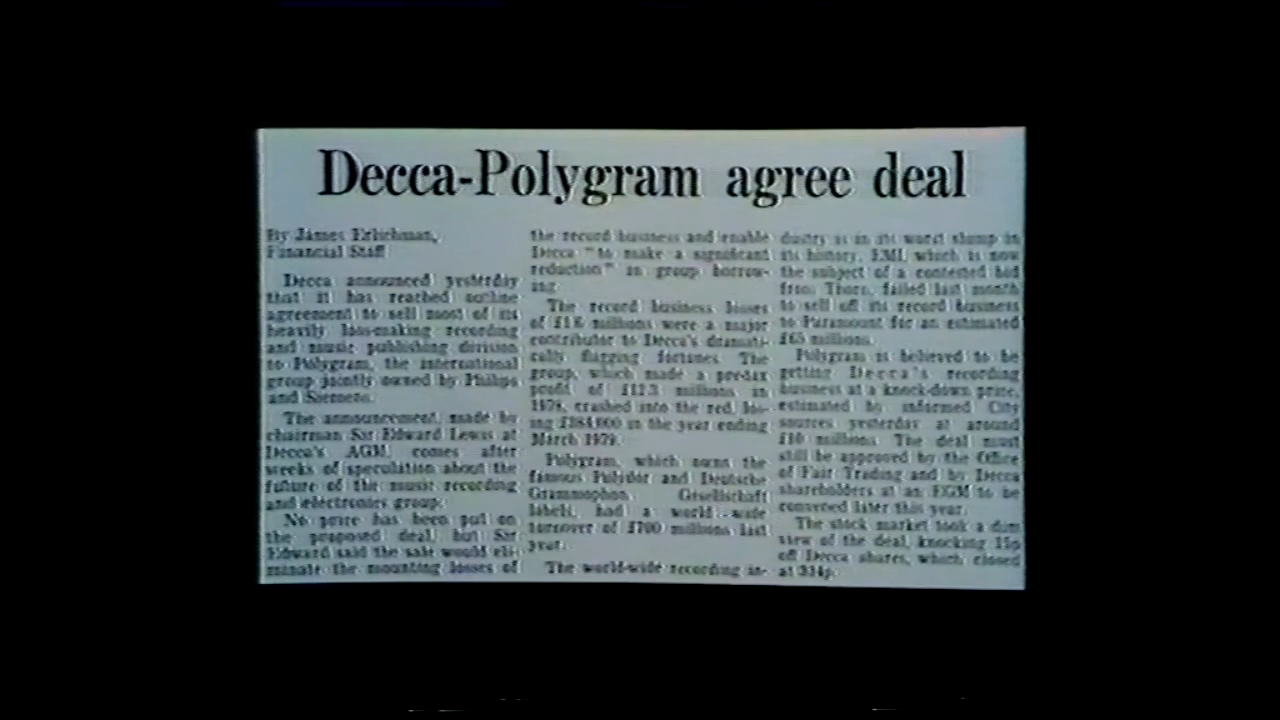 Decca-Polygram agree deal
By James Erlichman,
Financial Staff
Decca announced yesterday
that it has reached outline
agreement to sell most of its
heavily loss-making recording
and music publishing division
to Polygram, the international
group jointly owned by Philips
and Siemens.
The announcement, made by
chairman Sir Edward Lewis at
Decca's AGM, comes after
weeks of speculation about the
future of the music recording
and electronics group.
No price has been put on
the proposed deal, but Sir
Edward said the sale would eli-
minate the mounting losses of
the record business and enable
Decca "to make a significant
reduction" in group borrow-
ing.
The record business losses
of millions were a major
contributor to Decca's dramati-
cally flagging fortunes. The
group, which made a pre-tax
profit of £12.3 millions in
1978, crashed into the red, los-
ing in the year ending
March 1979.
Polygram, which owns the
famous Polydor and Deutsche
Grammophon Gesellschaft
labels, had a world-wide
turnover of £700 millions last
year.
The world-wide recording in-
dustry is in its worst slump in
its history. EMI, which is now
the subject of a contested bid
from Thorn, failed last month
to sell off its record business
to Paramount for an estimated
£65 millions.
Polygram is believed to be
getting Decca's recording
business at a knock-down price,
estimated by informed City
sources yesterday at around
£10 millions. The deal must
still be approved by the Office
of Fair Trading and by Decca
shareholders at an EGM to be
convened later this year.
The stock market took a dim
view of the deal, knocking 15p
off Decca shares, which closed
at 334p.